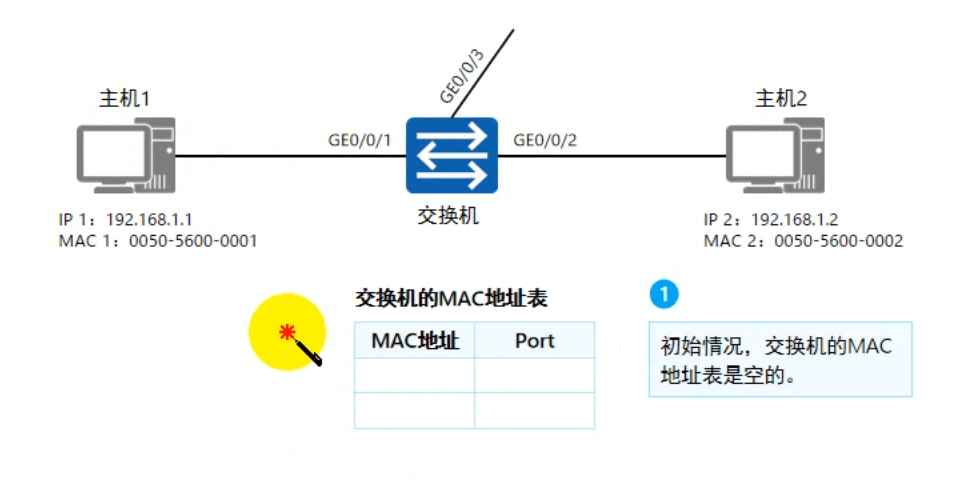 GE0/0/3
主机1
主机2
GE0/0/1
GE0/0/2
交换机
IP 1：192.168.1.1
MAC 1：0050-5600-0001
IP 2：192.168.1.2
MAC 2：0050-5600-0002
交换机的MAC地址表
MAC地址 Port
1
初始情况，交换机的MAC
地址表是空的。